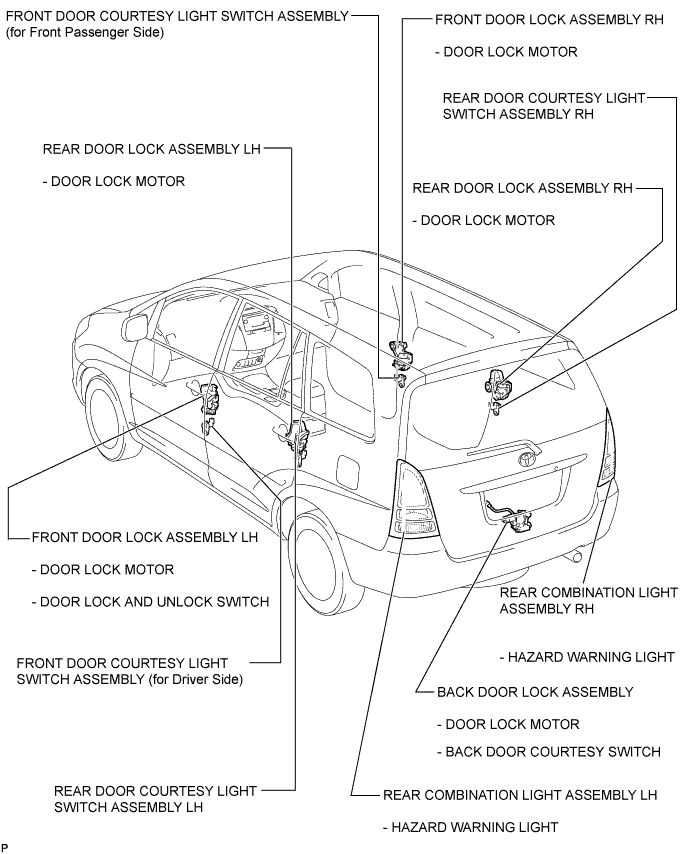 FRONT DOOR COURTESY LIGHT SWITCH ASSEMBLY
(for Front Passenger Side)
FRONT DOOR LOCK ASSEMBLY RH
- DOOR LOCK MOTOR
REAR DOOR COURTESY LIGHT
SWITCH ASSEMBLY RH
REAR DOOR LOCK ASSEMBLY LH
- DOOR LOCK MOTOR
REAR DOOR LOCK ASSEMBLY RH
- DOOR LOCK MOTOR
FRONT DOOR LOCK ASSEMBLY LH
- DOOR LOCK MOTOR
- DOOR LOCK AND UNLOCK SWITCH
REAR COMBINATION LIGHT
ASSEMBLY RH
- HAZARD WARNING LIGHT
FRONT DOOR COURTESY LIGHT
SWITCH ASSEMBLY (for Driver Side)
BACK DOOR LOCK ASSEMBLY
- DOOR LOCK MOTOR
- BACK DOOR COURTESY SWITCH
REAR DOOR COURTESY LIGHT
SWITCH ASSEMBLY LH
REAR COMBINATION LIGHT ASSEMBLY LH
- HAZARD WARNING LIGHT
P